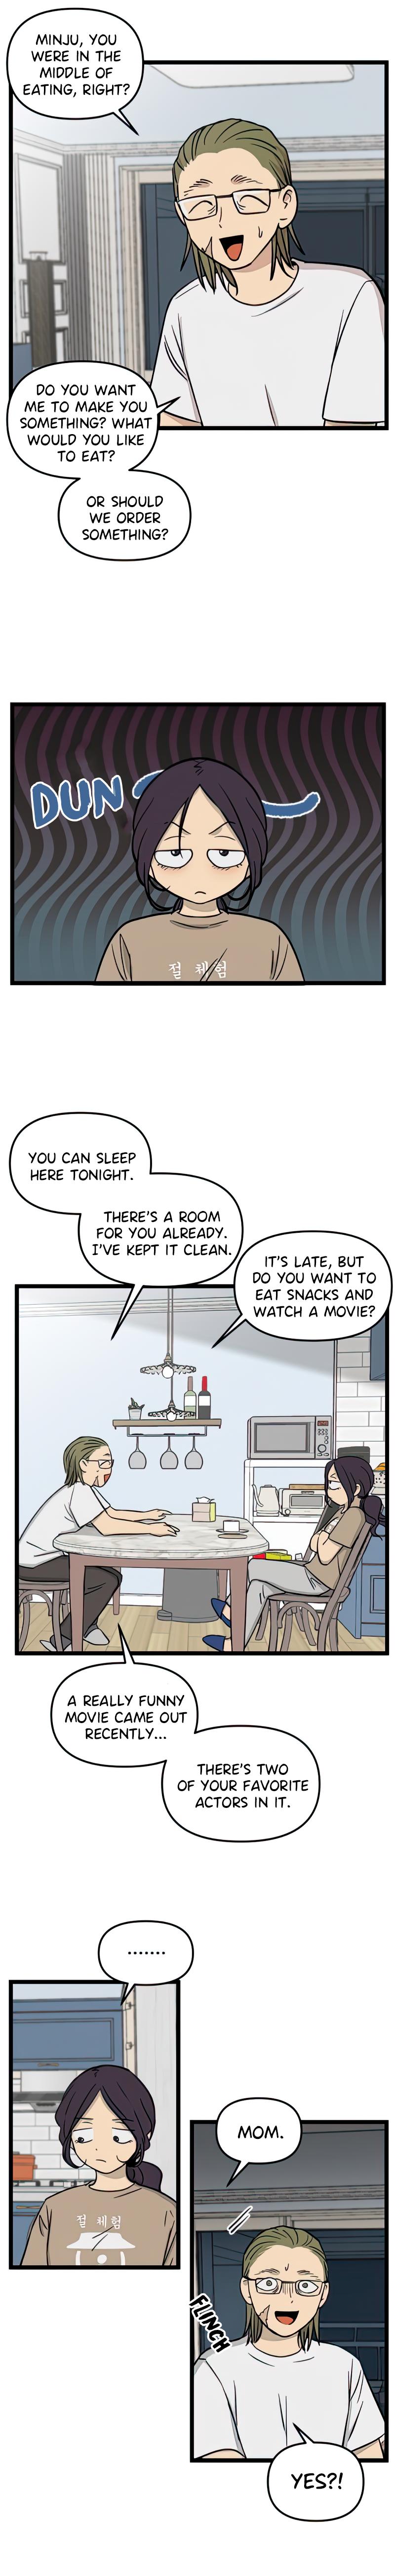 MINJU, YOU
WERE IN THE
MIDDLE OF
EATING, RIGHT?
DO YOU WANT
ME TO MAKE YOU
SOMETHING? WHAT
WOULD YOU LIKE
TO EAT?
OR SHOULD
WE ORDER
SOMETHING?
DUN
절 체험
YOU CAN SLEEP
HERE TONIGHT.
THERE'S A ROOM
FOR YOU ALREADY.
I'VE KEPT IT CLEAN.
IT'S LATE, BUT
DO YOU WANT TO
EAT SNACKS AND
WATCH A MOVIE?
A REALLY FUNNY
MOVIE CAME OUT
RECENTLY...
THERE'S TWO
OF YOUR FAVORITE
ACTORS IN IT.
.......
절 체험
MOM.
FLINCH
YES?!